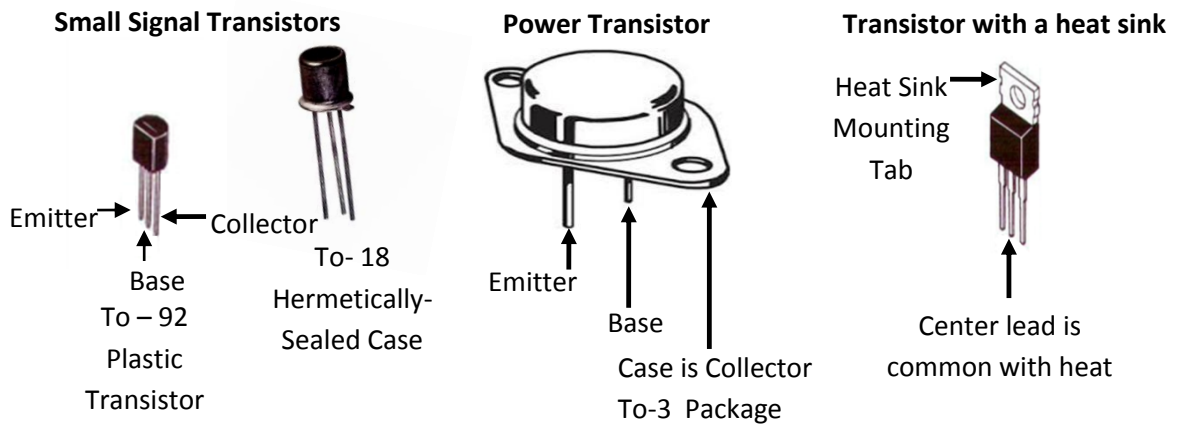 Small Signal Transistors
Power Transistor
Transistor with a heat sink
Emitter
Collector
Base
To – 92
Plastic
Transistor
To- 18
Hermetically-
Sealed Case
Emitter
Base
Case is Collector
To-3 Package
Heat Sink
Mounting
Tab
Center lead is
common with heat